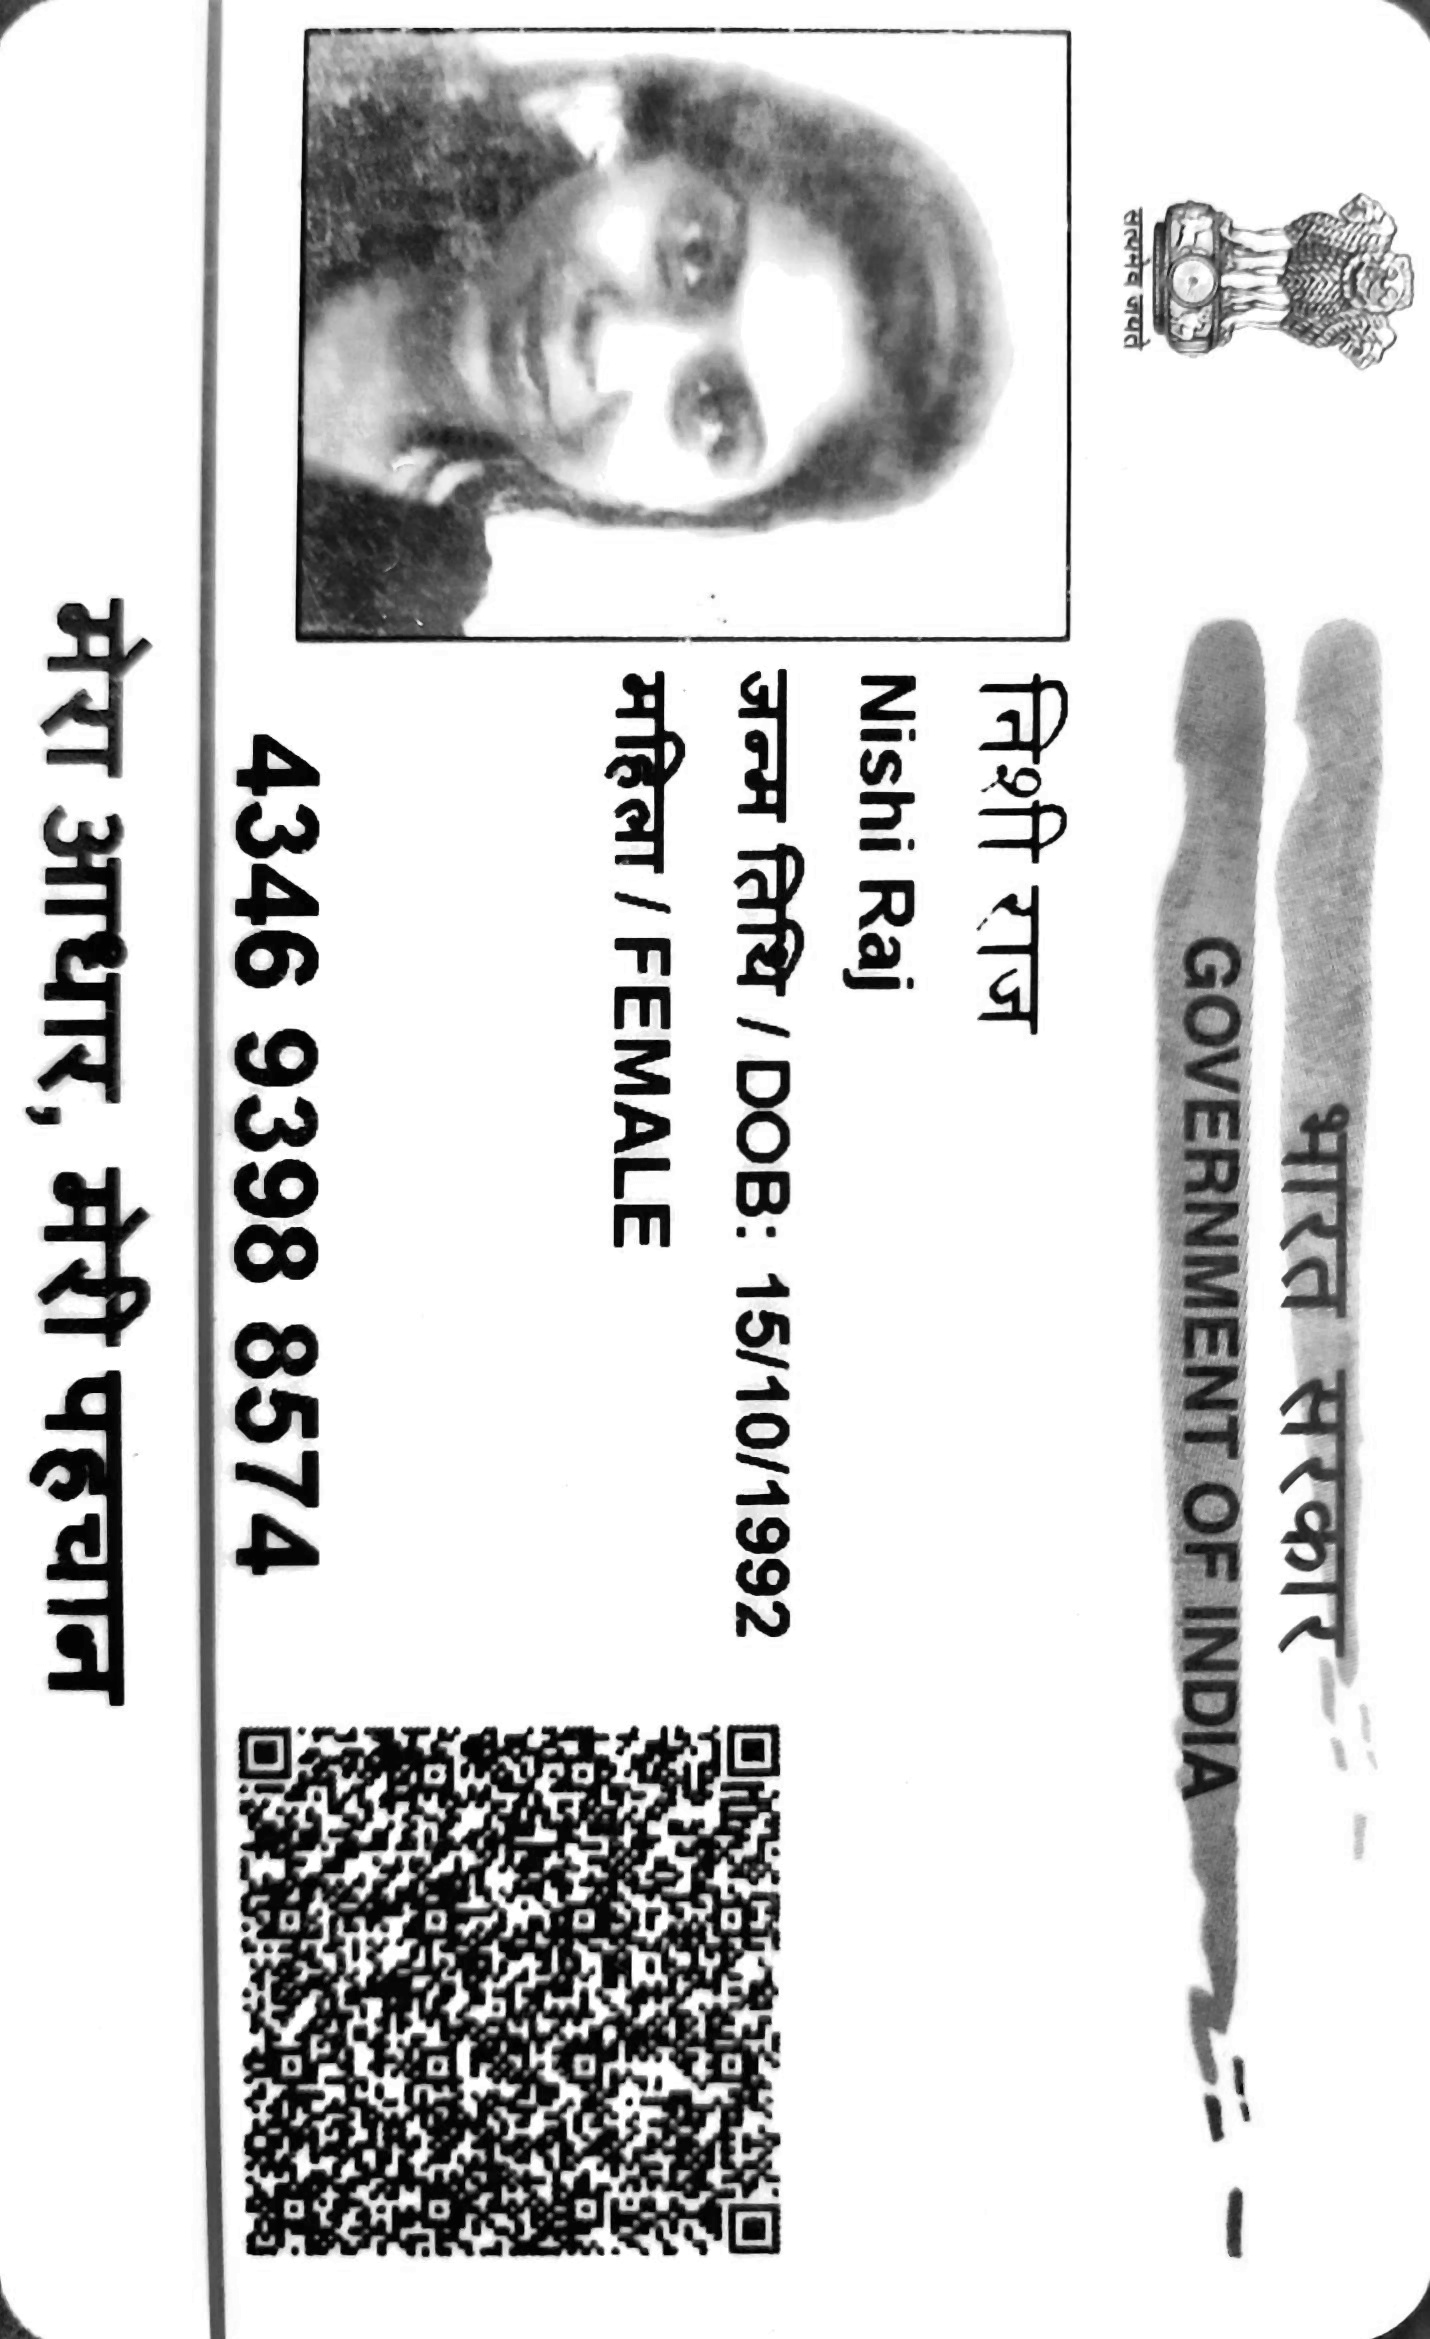 भारत सरकार
GOVERNMENT OF INDIA
सत्यमेव जयते
निशी राज
Nishi Raj
जन्म तिथि / DOB: 15/10/1992
महिला / FEMALE
4346 9398 8574
मेरा आधार, मेरी पहचान